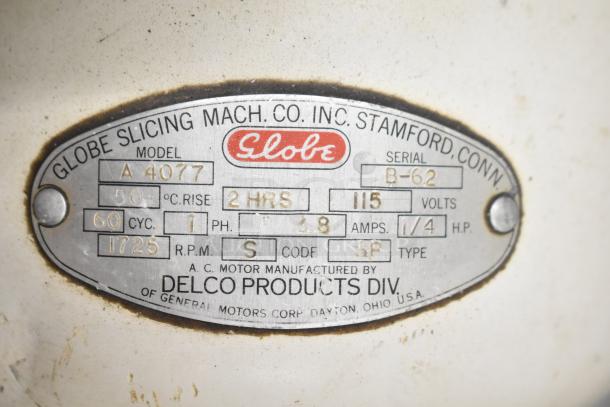 GLOBE SLICING MACH. CO. INC. STAMFORD, CONN.
Globe
MODEL SERIAL
A 4077 B-62
50 °C.RISE 2 HRS 115 VOLTS
60 CYC. 1 PH. AMPS. 1/4 H.P.
1725 R.P.M. S CODE TYPE
A. C. MOTOR MANUFACTURED BY
DELCO PRODUCTS DIV.
OF GENERAL MOTORS CORP. DAYTON, OHIO U.S.A.